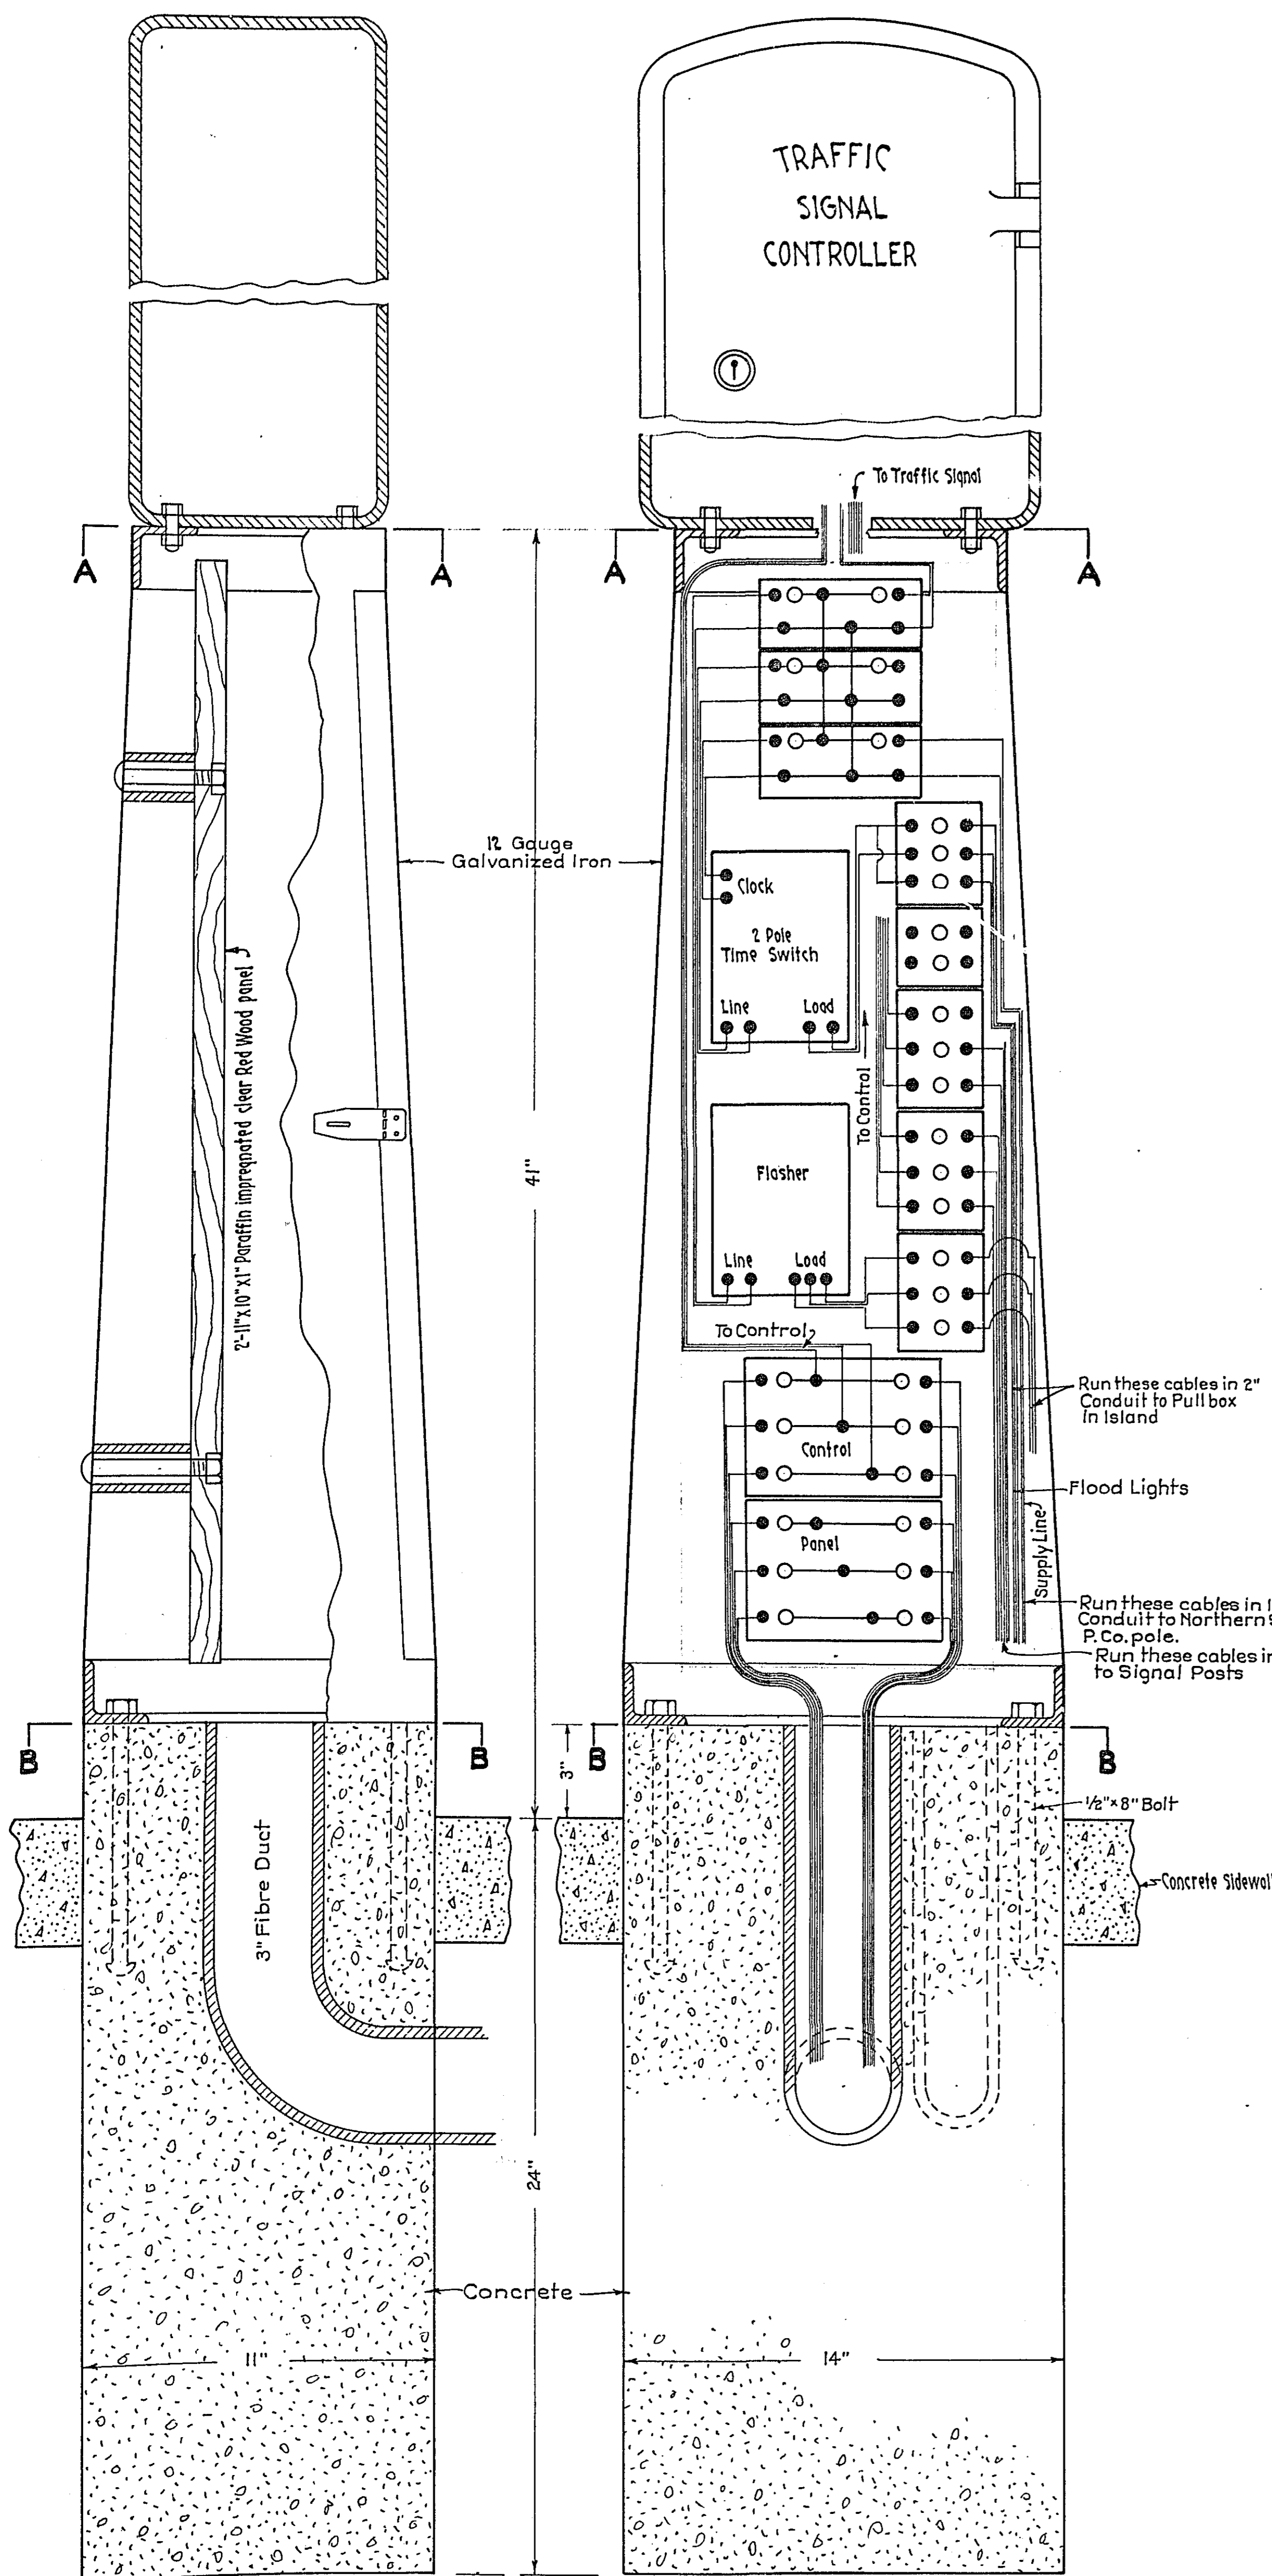 TRAFFIC
SIGNAL
CONTROLLER
To Traffic Signal
A
A
A
A
12 Gauge
Galvanized Iron
Clock
2 Pole
Time Switch
Line
Load
2'-11"x10"x1" Paraffin impregnated clear Red Wood panel
To Control
41"
Flasher
Line
Load
To Control
Run these cables in 2"
Conduit to Pull box
in Island
Control
Flood Lights
Panel
Supply Line
Run these cables in
Conduit to Northern
P. Co. pole.
Run these cables in
to Signal Posts
B
B
B
B
3"
1/2"x8" Bolt
3" Fibre Duct
Concrete
24"
Concrete
11"
14"